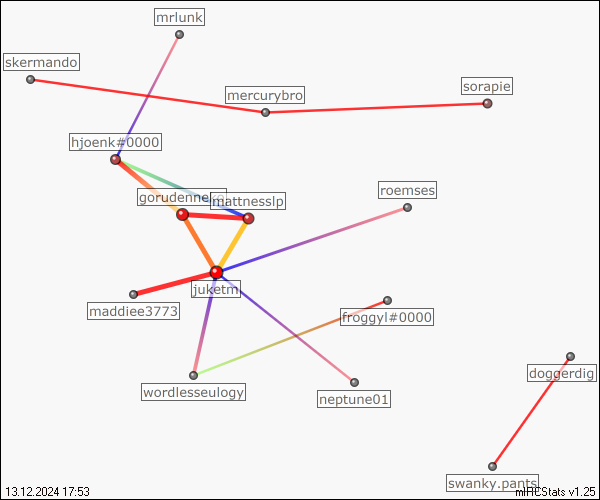 mrlunk
skermando
sorapie
mercurybro
hjoenk#0000
roemses
mattnesslp
juketm
maddiee3773
froggyl#0000
doggerdig
wordlesseulogy
neptune01
swanky.pants
13.12.2024 17:53
mIRCStats v1.25